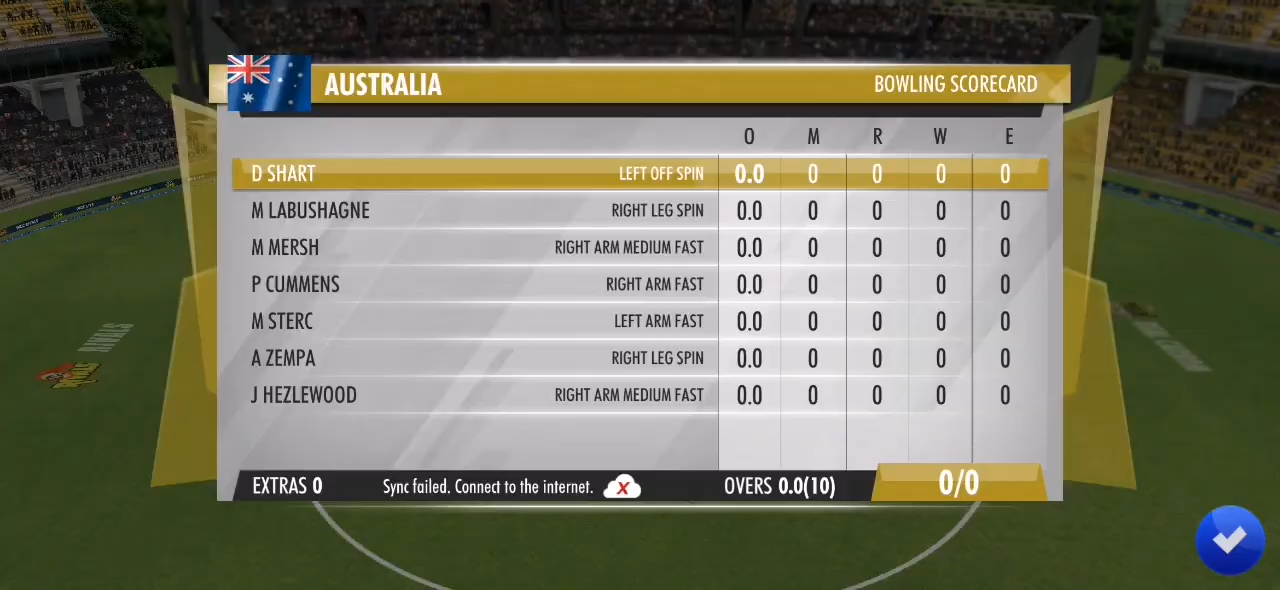 AUSTRALIA BOWLING SCORECARD
O M R W E
D SHART LEFT OFF SPIN 0.0 0 0 0 0
M LABUSHAGNE RIGHT LEG SPIN 0.0 0 0 0 0
M MERSH RIGHT ARM MEDIUM FAST 0.0 0 0 0 0
P CUMMENS RIGHT ARM FAST 0.0 0 0 0 0
M STERC LEFT ARM FAST 0.0 0 0 0 0
A ZEMPA RIGHT LEG SPIN 0.0 0 0 0 0
J HEZLEWOOD RIGHT ARM MEDIUM FAST 0.0 0 0 0 0
EXTRAS 0 Sync failed. Connect to the internet. X OVERS 0.0(10) 0/0
RIVALS